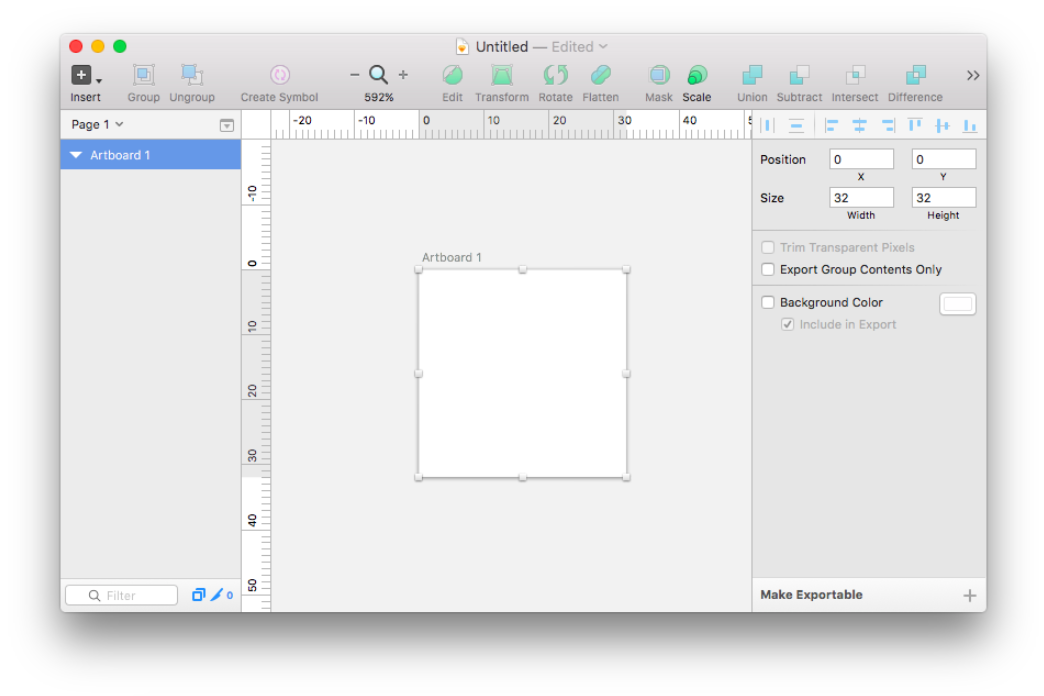 Untitled — Edited
Insert Group Ungroup Create Symbol 592% Edit Transform Rotate Flatten Mask Scale Union Subtract Intersect Difference
Page 1
-20 -10 0 10 20 30 40 5
Artboard 1
-10
0
10
20
30
40
50
Artboard 1
Position 0 0
X Y
Size 32 32
Width Height
Trim Transparent Pixels
Export Group Contents Only
Background Color
Include in Export
Filter 0
Make Exportable